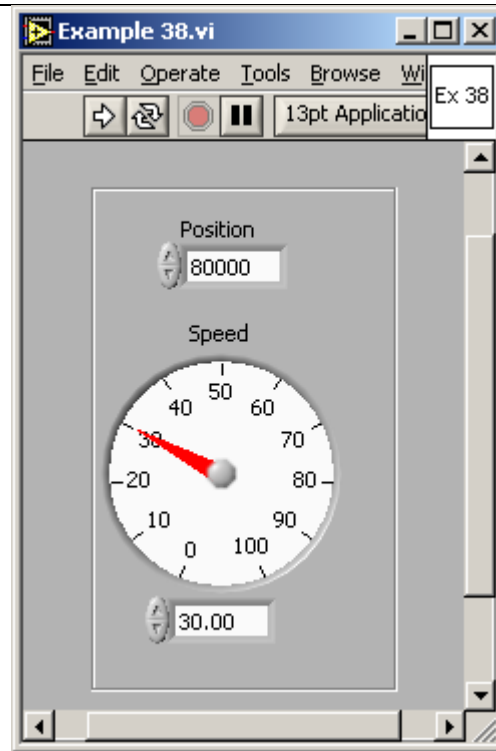 Example 38.vi
File Edit Operate Tools Browse Wi
Ex 38
13pt Applicatio
Position
80000
Speed
50
40 60
30 70
20 80
10 90
0 100
30.00